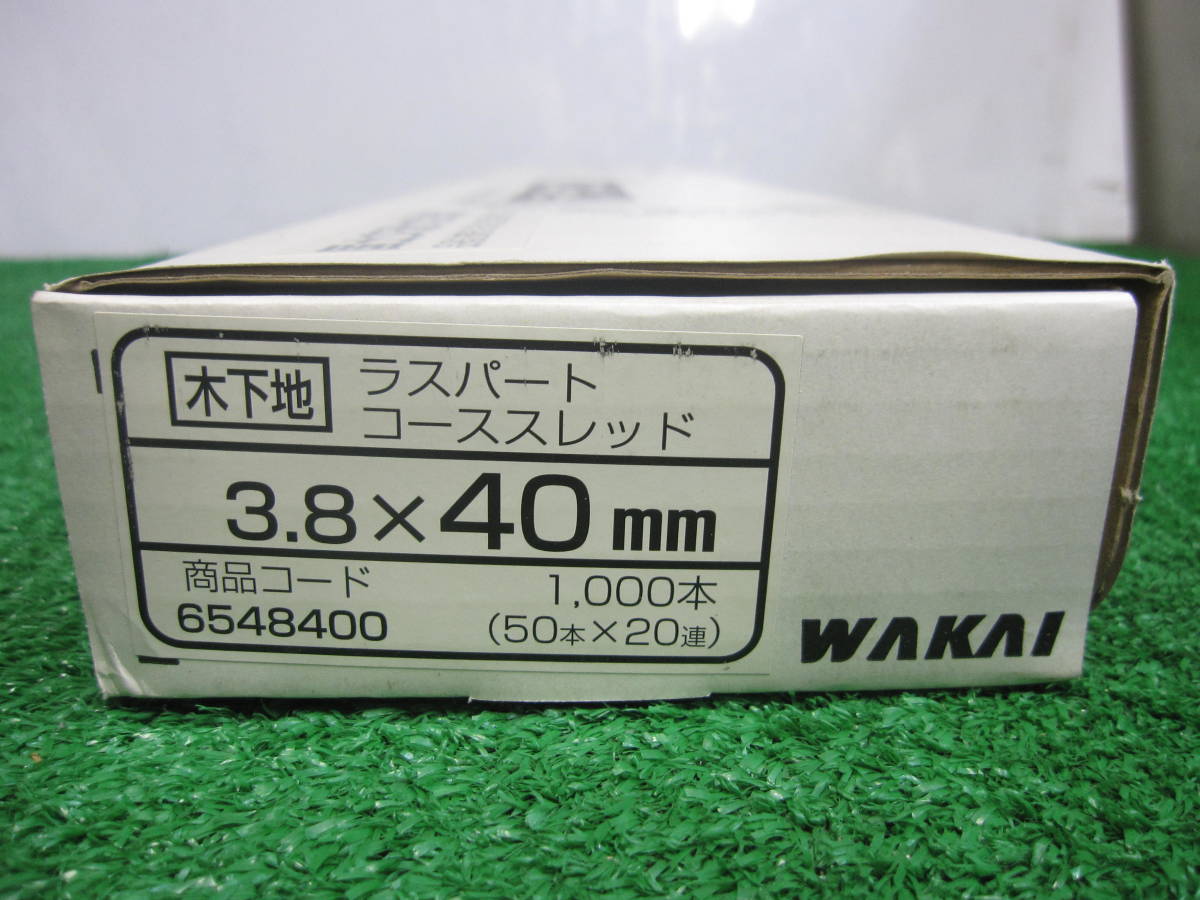 木下地
ラスパート
コーススレッド
3.8×40mm
商品コード
6548400
1,000本
(50本×20連)
WAKAI